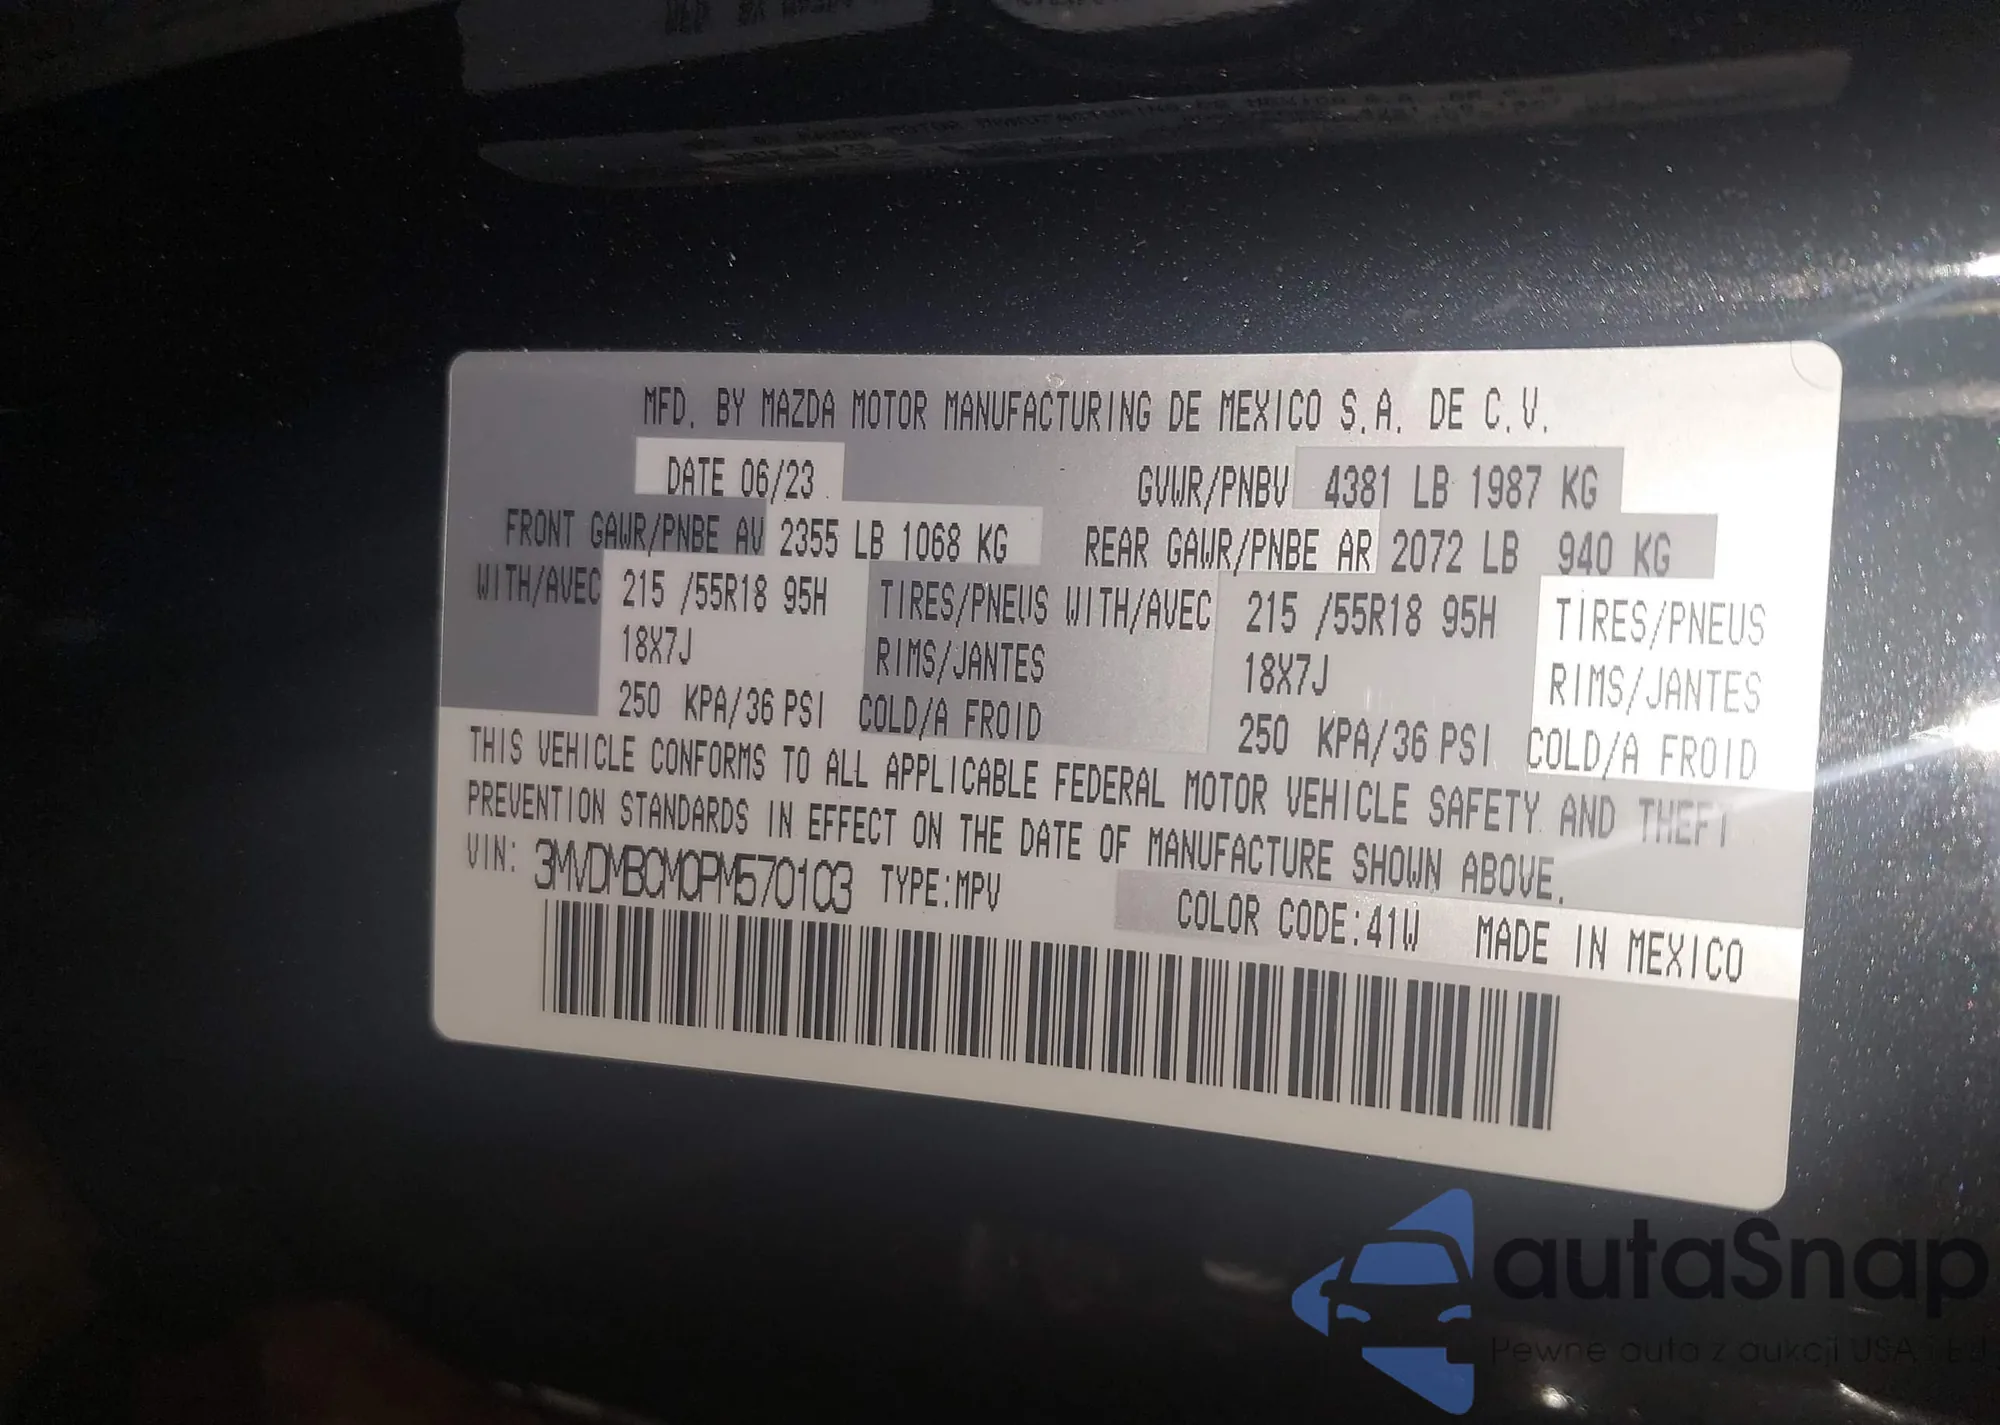 MFD. BY MAZDA MOTOR MANUFACTURING DE MEXICO S.A. DE C.V.
DATE 06/23 GVWR/PNBV 4381 LB 1987 KG
FRONT GAWR/PNBE AV 2355 LB 1068 KG REAR GAWR/PNBE AR 2072 LB 940 KG
WITH/AVEC 215 /55R18 95H TIRES/PNEUS WITH/AVEC 215 /55R18 95H TIRES/PNEUS
18X7J RIMS/JANTES 18X7J RIMS/JANTES
250 KPA/36 PSI COLD/A FROID 250 KPA/36 PSI COLD/A FROID
THIS VEHICLE CONFORMS TO ALL APPLICABLE FEDERAL MOTOR VEHICLE SAFETY AND THEFT
PREVENTION STANDARDS IN EFFECT ON THE DATE OF MANUFACTURE SHOWN ABOVE.
VIN: 3MVDMBCM0PM570103 TYPE:MPV COLOR CODE:41W MADE IN MEXICO
autaSnap
Pewne auto z aukcji USA i EU